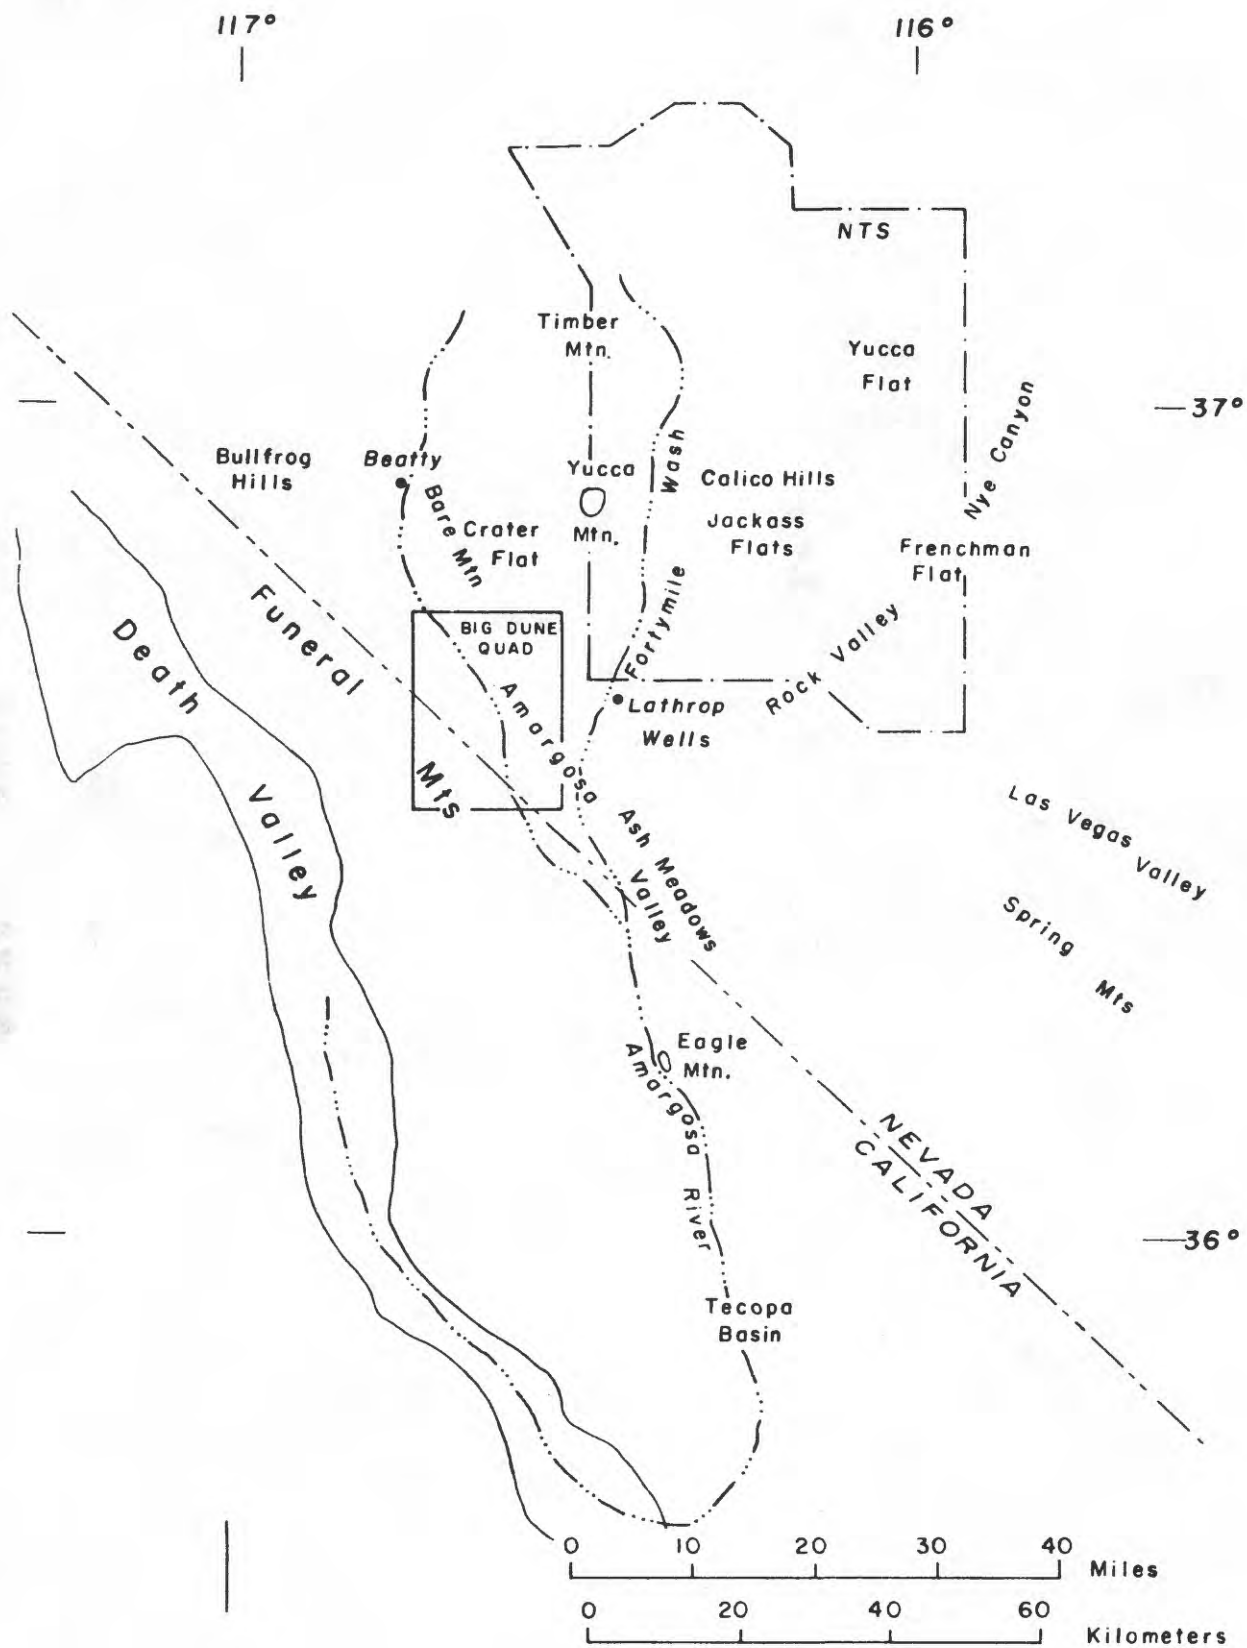 117°
116°
NTS
Timber
Mtn.
Yucca
Flat
37°
Nye Canyon
Bullfrog
Hills
Beatty
Bare Mtn
Crater
Flat
Yucca
Mtn.
Fortymile Wash
Calico Hills
Jackass
Flats
Frenchman
Flat
Rock Valley
Death Valley
Funeral Mts
BIG DUNE
QUAD
Amargosa Valley
Lathrop
Wells
Ash Meadows
Las Vegas Valley
Spring Mts
Eagle
Mtn.
Amargosa River
NEVADA
CALIFORNIA
36°
Tecopa
Basin
0 10 20 30 40
Miles
0 20 40 60
Kilometers